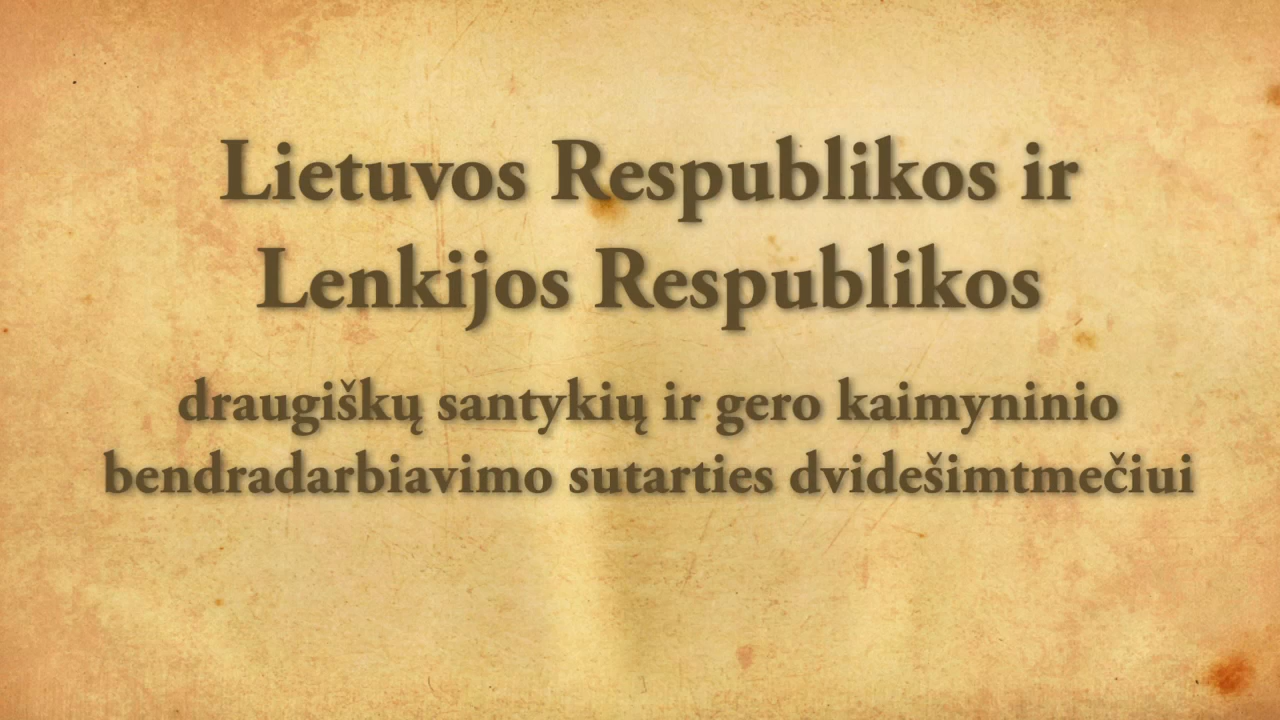 Lietuvos Respublikos ir
Lenkijos Respublikos
draugiškų santykių ir gero kaimyninio
bendradarbiavimo sutarties dvidešimtmečiui